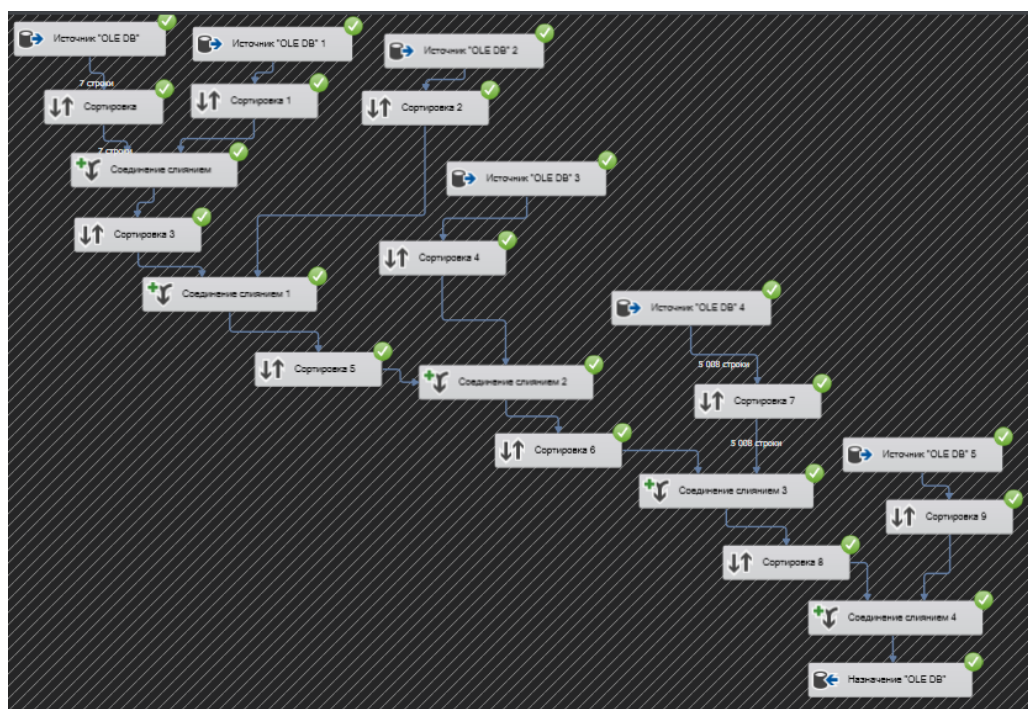 Источник "OLE DB"
Источник "OLE DB" 1
Источник "OLE DB" 2
7 строки
Сортировка
Сортировка 1
Сортировка 2
7 строки
Соединение слиянием
Источник "OLE DB" 3
Сортировка 3
Сортировка 4
Соединение слиянием 1
Источник "OLE DB" 4
Сортировка 5
5 008 строки
Соединение слиянием 2
Сортировка 7
Сортировка 6
5 008 строки
Источник "OLE DB" 5
Соединение слиянием 3
Сортировка 9
Сортировка 8
Соединение слиянием 4
Назначение "OLE DB"